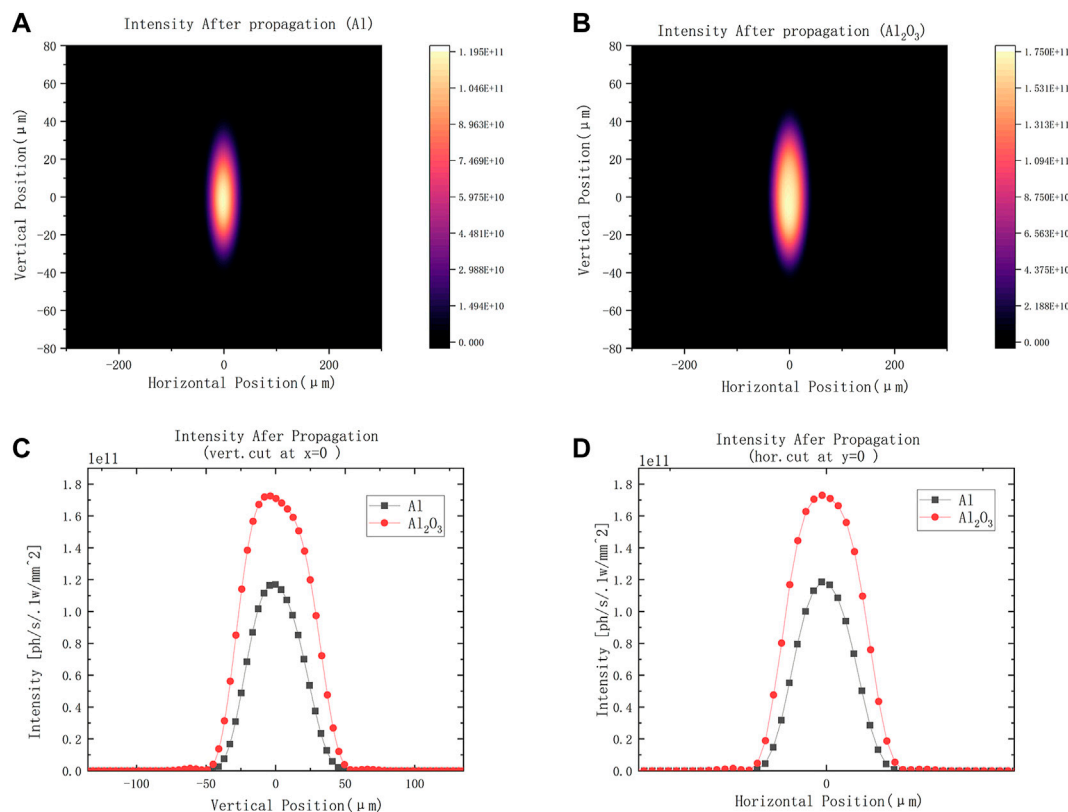 A
Intensity After propagation (Al)
80
60
40
20
0
-20
-40
-60
-80
-200
0
200
Vertical Position(μm)
Horizontal Position(μm)
1.195E+11
1.046E+11
8.963E+10
7.469E+10
5.975E+10
4.481E+10
2.988E+10
1.494E+10
0.000
B
Intensity After propagation (Al₂O₃)
80
60
40
20
0
-20
-40
-60
-80
-200
0
200
Vertical Position(μm)
Horizontal Position(μm)
1.750E+11
1.531E+11
1.313E+11
1.094E+11
8.750E+10
6.563E+10
4.375E+10
2.188E+10
0.000
C
Intensity Afer Propagation
(vert.cut at x=0 )
1e11
1.8
1.6
1.4
1.2
1.0
0.8
0.6
0.4
0.2
0.0
-100
-50
0
50
100
Intensity [ph/s/.1w/mm^2]
Vertical Position(μm)
Al
Al₂O₃
D
Intensity Afer Propagation
(hor.cut at y=0 )
1e11
1.8
1.6
1.4
1.2
1.0
0.8
0.6
0.4
0.2
0.0
0
Intensity [ph/s/.1w/mm^2]
Horizontal Position(μm)
Al
Al₂O₃